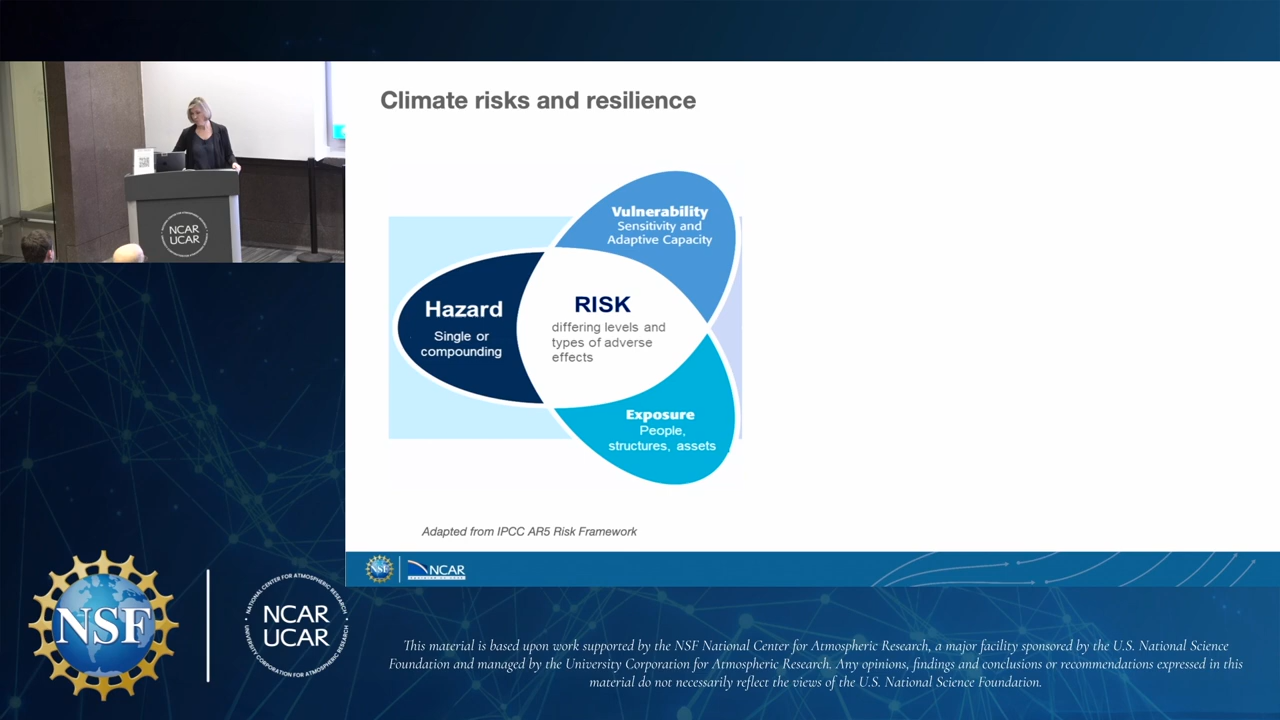 Climate risks and resilience
Vulnerability
Sensitivity and
Adaptive Capacity
Hazard
Single or
compounding
RISK
differing levels and
types of adverse
effects
Exposure
People,
structures, assets
Adapted from IPCC AR5 Risk Framework
NCAR
UCAR
NCAR
NSF
NATIONAL CENTER FOR ATMOSPHERIC RESEARCH
NCAR
UCAR
UNIVERSITY CORPORATION FOR ATMOSPHERIC RESEARCH
This material is based upon work supported by the NSF National Center for Atmospheric Research, a major facility sponsored by the U.S. National Science
Foundation and managed by the University Corporation for Atmospheric Research. Any opinions, findings and conclusions or recommendations expressed in this
material do not necessarily reflect the views of the U.S. National Science Foundation.